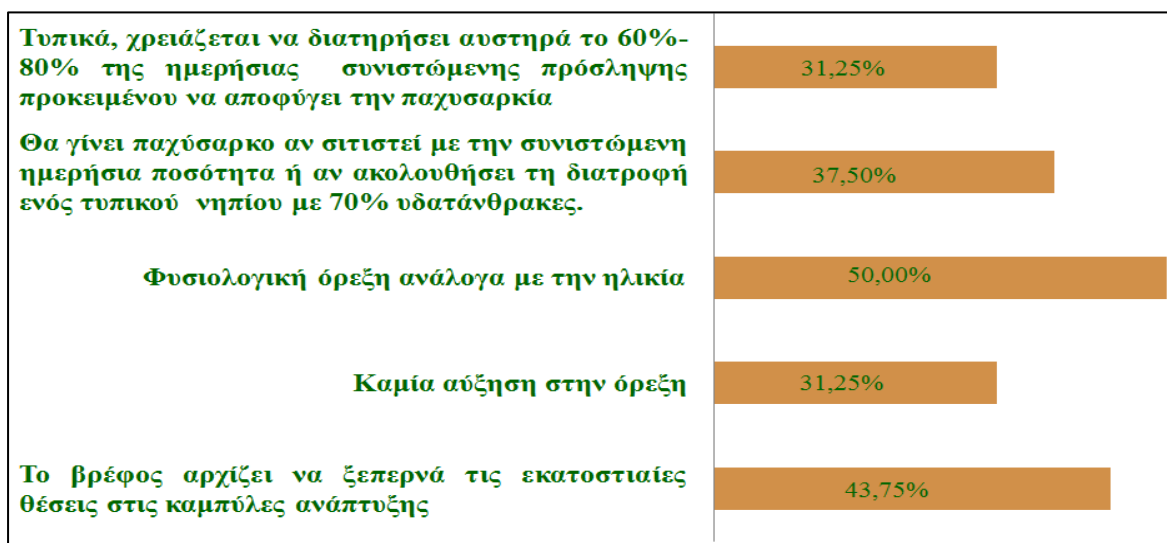 Τυπικά, χρειάζεται να διατηρήσει αυστηρά το 60%-
80% της ημερήσιας συνιστώμενης πρόσληψης
προκειμένου να αποφύγει την παχυσαρκία
31,25%
Θα γίνει παχύσαρκο αν σιτιστεί με την συνιστώμενη
ημερήσια ποσότητα ή αν ακολουθήσει τη διατροφή
ενός τυπικού νηπίου με 70% υδατάνθρακες.
37,50%
Φυσιολογική όρεξη ανάλογα με την ηλικία
50,00%
Καμία αύξηση στην όρεξη
31,25%
Το βρέφος αρχίζει να ξεπερνά τις εκατοστιαίες
θέσεις στις καμπύλες ανάπτυξης
43,75%